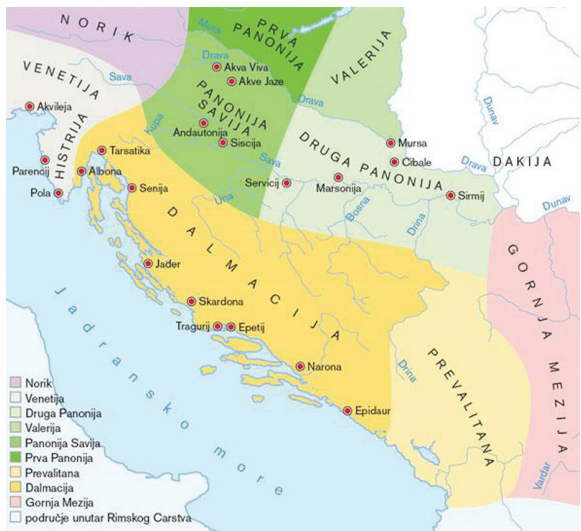 NORIK
PRVA
PANONIJA
VALERIJA
VENETIJA
HISTRIJA
PANONIJA
SAVIJA
DRUGA PANONIJA
DAKIJA
DALMACIJA
PREVALITANA
GORNJA MEZIJA
Mura
Drava
Sava
Drava
Kupa
Sava
Una
Bosna
Drina
Drava
Dunav
Dunav
Drina
Vardar
Akva Viva
Akve Jaze
Andautonija
Siscija
Akvileja
Parencij
Pola
Albona
Tarsatika
Senija
Servicij
Marsonija
Mursa
Cibale
Sirmij
Jader
Skardona
Tragurij
Epetij
Narona
Epidaur
Jadransko more
Norik
Venetija
Druga Panonija
Valerija
Panonija Savija
Prva Panonija
Prevalitana
Dalmacija
Gornja Mezija
područje unutar Rimskog Carstva